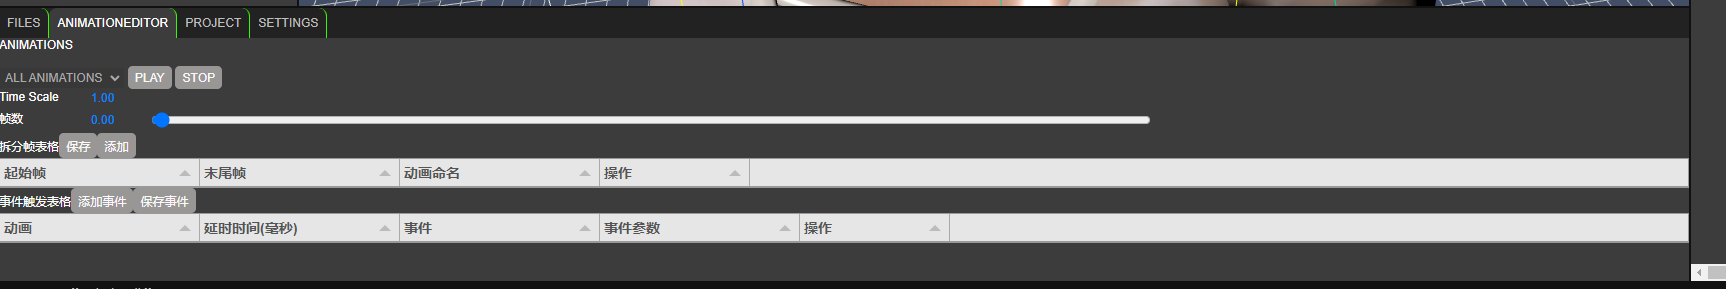 FILES ANIMATIONEDITOR PROJECT SETTINGS
ANIMATIONS
ALL ANIMATIONS PLAY STOP
Time Scale 1.00
帧数 0.00
拆分帧表格 保存 添加
起始帧 末尾帧 动画命名 操作
事件触发表格 添加事件 保存事件
动画 延时时间(毫秒) 事件 事件参数 操作